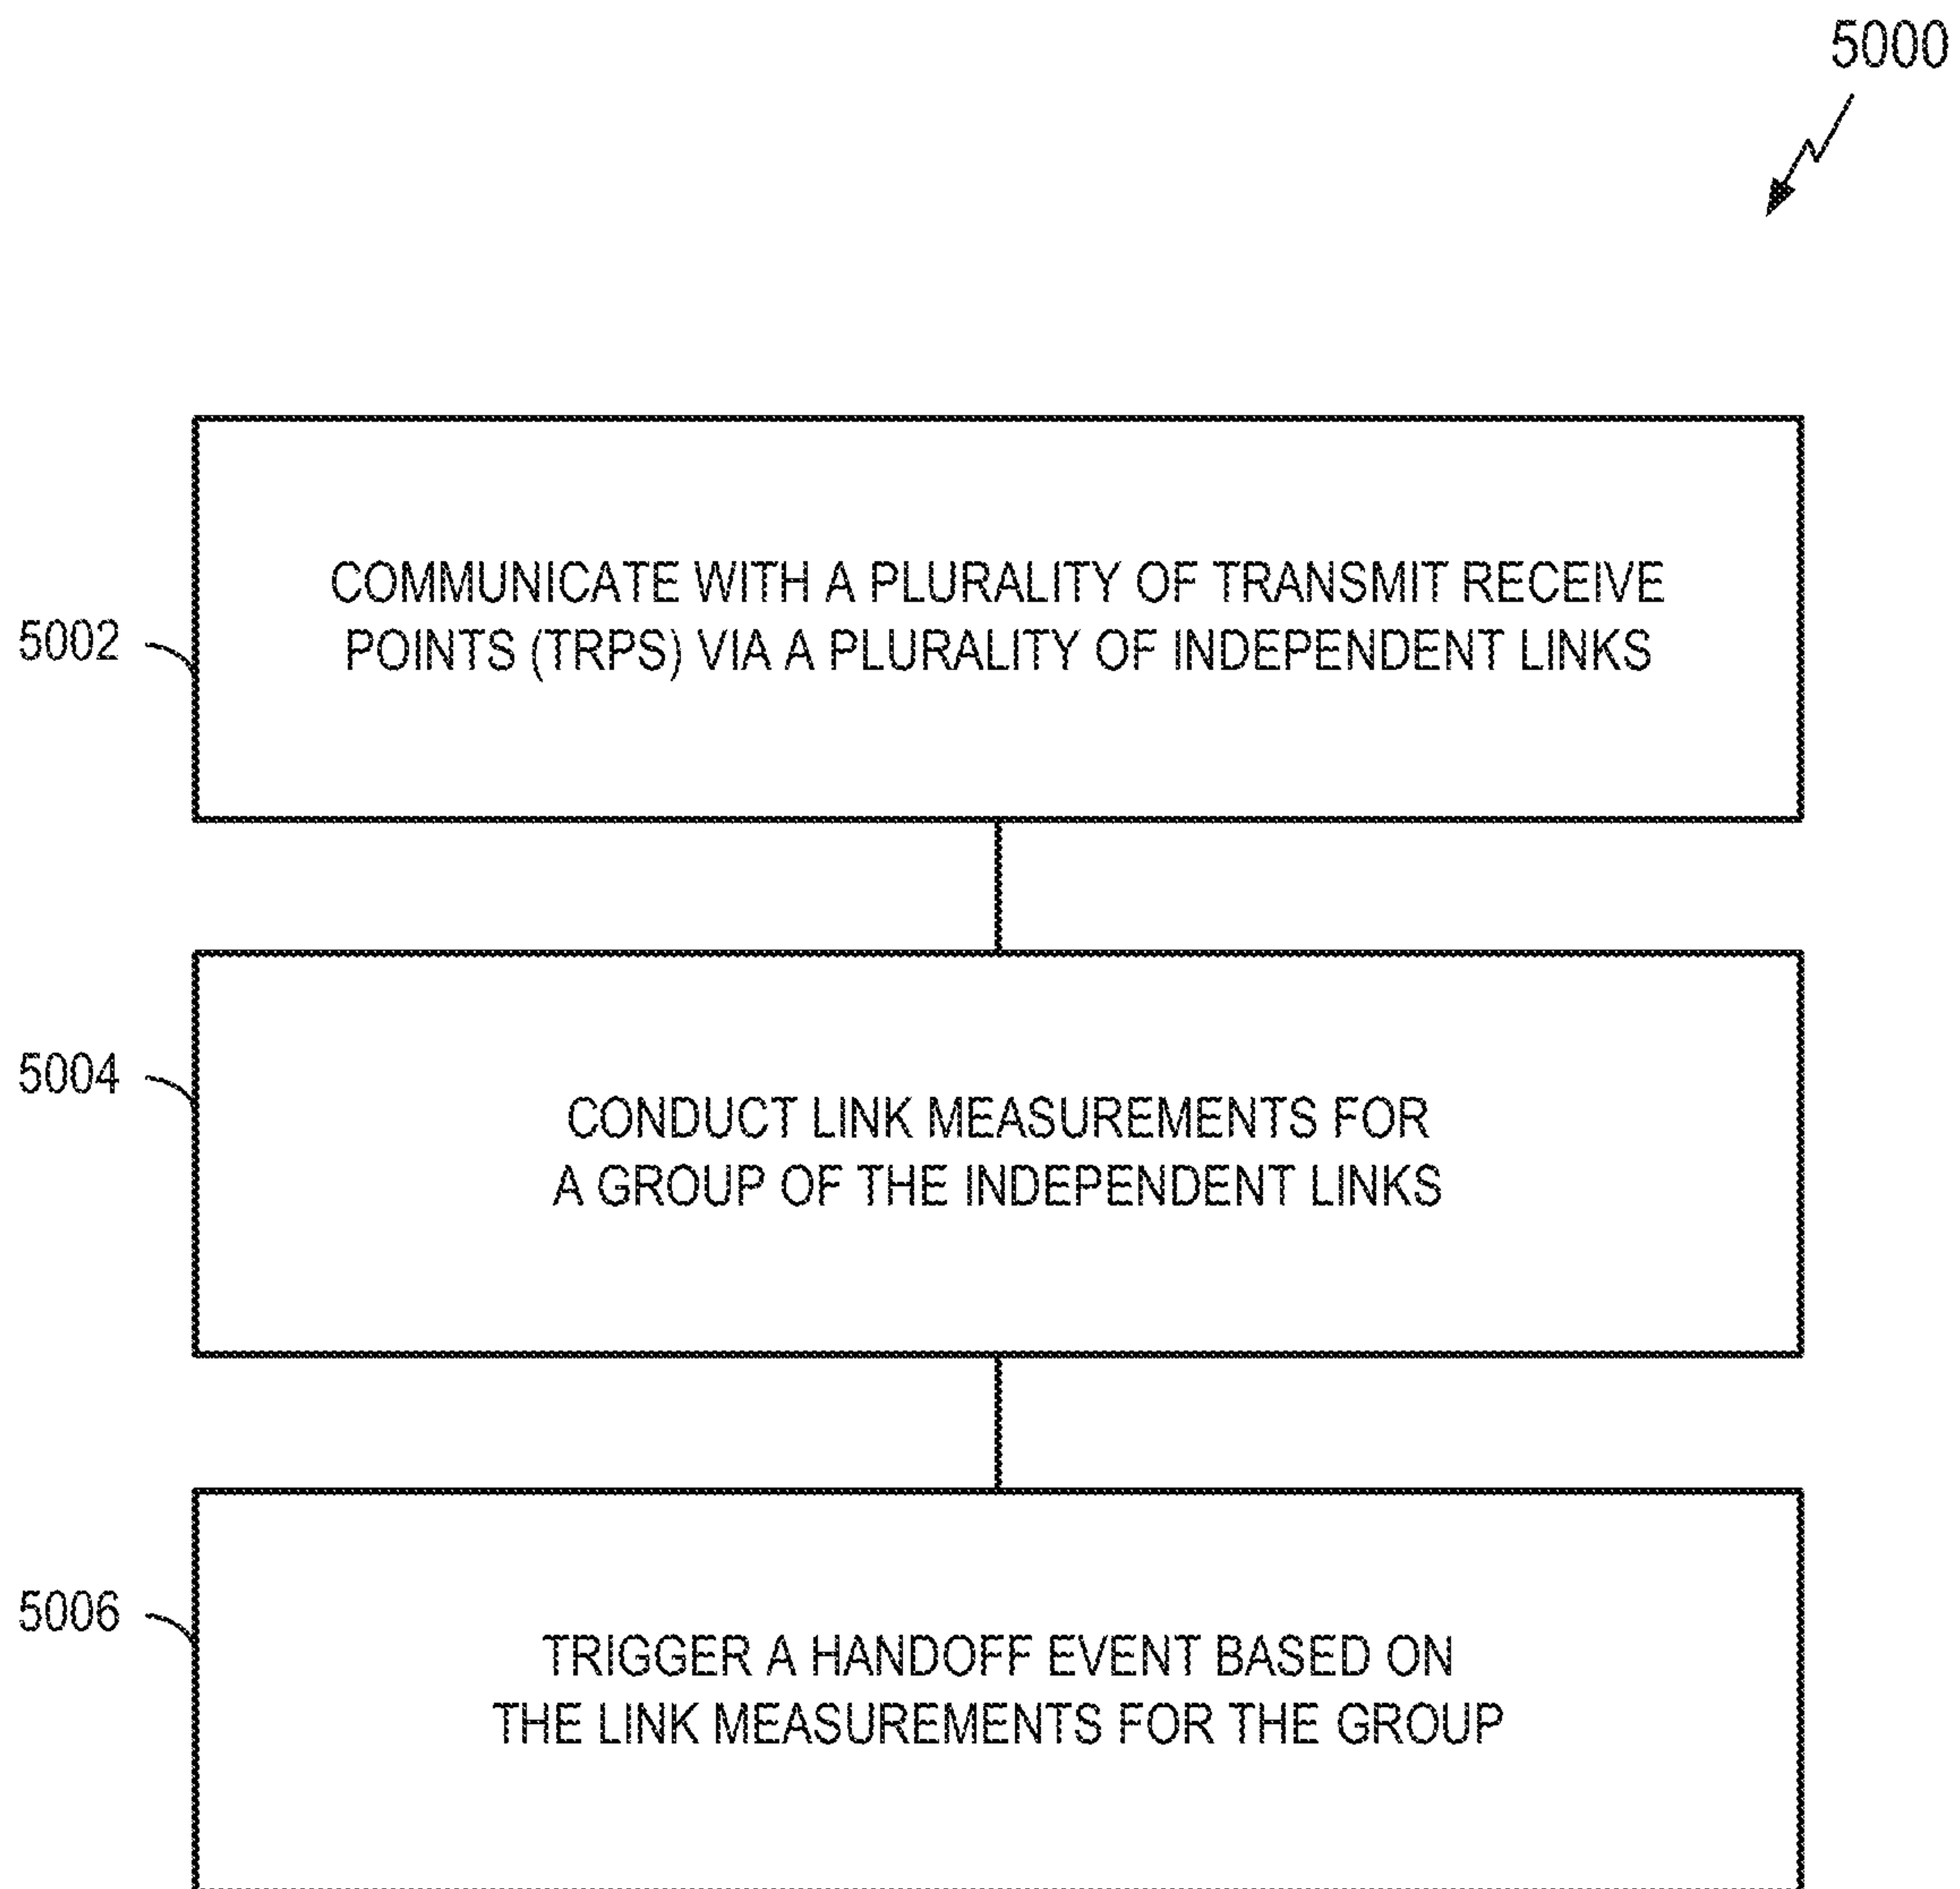 5000
COMMUNICATE WITH A PLURALITY OF TRANSMIT RECEIVE
POINTS (TRPS) VIA A PLURALITY OF INDEPENDENT LINKS
5002
CONDUCT LINK MEASUREMENTS FOR
A GROUP OF THE INDEPENDENT LINKS
5004
TRIGGER A HANDOFF EVENT BASED ON
THE LINK MEASUREMENTS FOR THE GROUP
5006